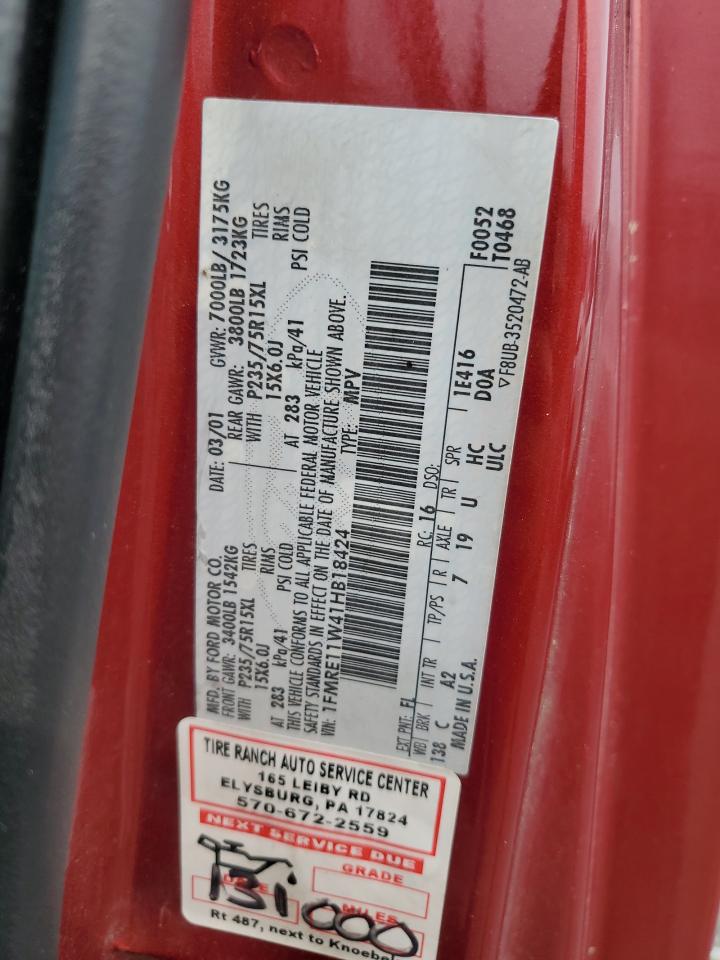 MFD. BY FORD MOTOR CO. DATE: 03/01 GVWR: 7000LB/ 3175KG
FRONT GAWR: 3400LB 1542KG REAR GAWR: 3800LB 1723KG
WITH P235/75R15XL TIRES WITH P235/75R15XL TIRES
15X6.0J RIMS 15X6.0J RIMS
AT 283 kPa/41 PSI COLD AT 283 kPa/41 PSI COLD
THIS VEHICLE CONFORMS TO ALL APPLICABLE FEDERAL MOTOR VEHICLE
SAFETY STANDARDS IN EFFECT ON THE DATE OF MANUFACTURE SHOWN ABOVE.
VIN: 1FMRE11W41HB18424 TYPE: MPV
F0052
T0468
EXT PNT: FL RC: 16 DSO:
WB BRK INT TR TP/PS R AXLE TR SPR 1E416
138 C A2 7 19 U HC D0A
MADE IN U.S.A. ULC
▽F8UB-3520472-AB
TIRE RANCH AUTO SERVICE CENTER
165 LEIBY RD
ELYSBURG, PA 17824
570-672-2559
NEXT SERVICE DUE
GRADE
DATE
MILES
131000
Rt 487, next to Knoebel